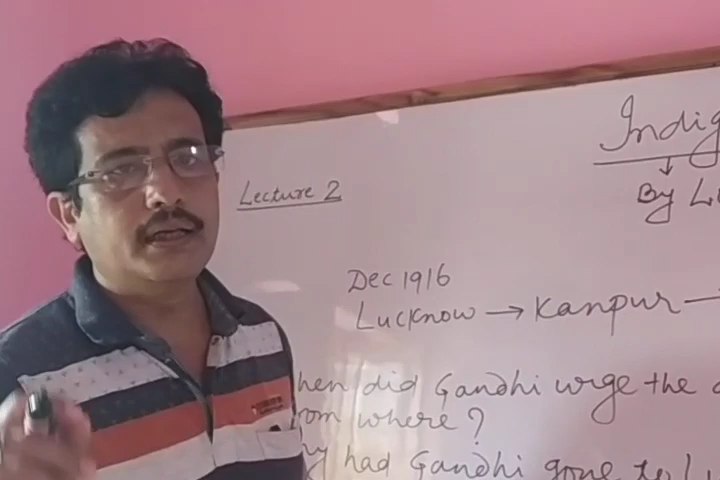 Indig
Lecture 2
By L
Dec 1916
Lucknow → Kanpur →
hen did Gandhi urge the
om where?
y had Gandhi gone to Lu